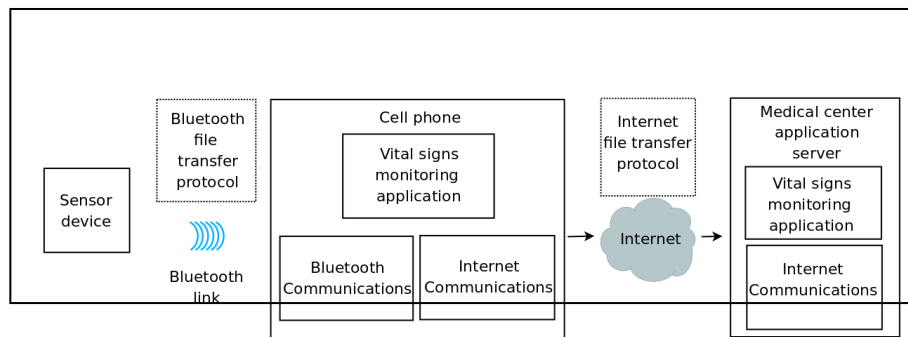 Sensor
device
Bluetooth
file
transfer
protocol
Bluetooth
link
Cell phone
Vital signs
monitoring
application
Bluetooth
Communications
Internet
Communications
Internet
file transfer
protocol
Internet
Medical center
application
server
Vital signs
monitoring
application
Internet
Communications